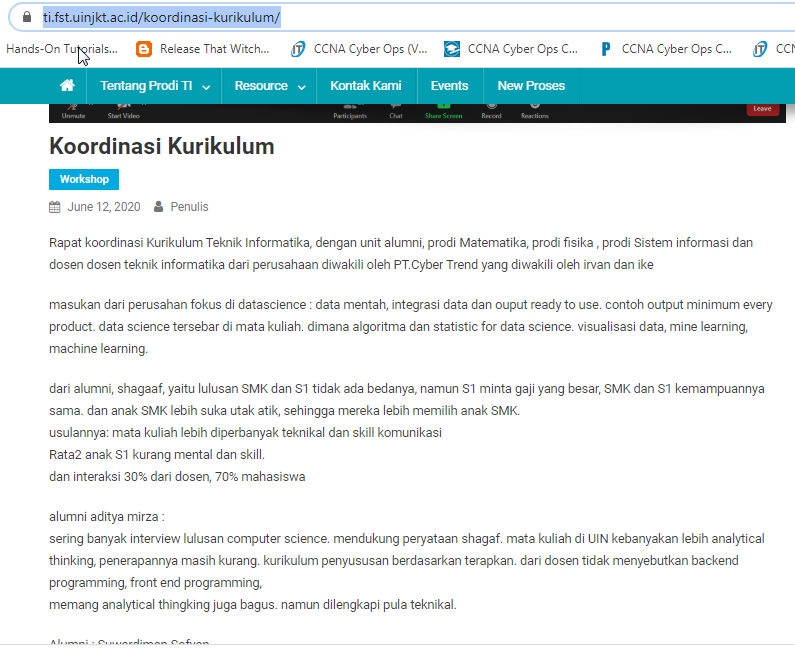 ti.fst.uinjkt.ac.id/koordinasi-kurikulum/
Hands-On Tutorials... Release That Witch... CCNA Cyber Ops (V... CCNA Cyber Ops C... CCNA Cyber Ops C... CCN
Tentang Prodi TI Resource Kontak Kami Events New Proses
Unmute Start Video Participants Chat Share Screen Record Reactions Leave
Koordinasi Kurikulum
Workshop
June 12, 2020 Penulis
Rapat koordinasi Kurikulum Teknik Informatika, dengan unit alumni, prodi Matematika, prodi fisika , prodi Sistem informasi dan
dosen dosen teknik informatika dari perusahaan diwakili oleh PT.Cyber Trend yang diwakili oleh irvan dan ike
masukan dari perusahan fokus di datascience : data mentah, integrasi data dan ouput ready to use. contoh output minimum every
product. data science tersebar di mata kuliah. dimana algoritma dan statistic for data science. visualisasi data, mine learning,
machine learning.
dari alumni, shagaaf, yaitu lulusan SMK dan S1 tidak ada bedanya, namun S1 minta gaji yang besar, SMK dan S1 kemampuannya
sama. dan anak SMK lebih suka utak atik, sehingga mereka lebih memilih anak SMK.
usulannya: mata kuliah lebih diperbanyak teknikal dan skill komunikasi
Rata2 anak S1 kurang mental dan skill.
dan interaksi 30% dari dosen, 70% mahasiswa
alumni aditya mirza :
sering banyak interview lulusan computer science. mendukung peryataan shagaf. mata kuliah di UIN kebanyakan lebih analytical
thinking, penerapannya masih kurang. kurikulum penyususan berdasarkan terapkan. dari dosen tidak menyebutkan backend
programming, front end programming,
memang analytical thingking juga bagus. namun dilengkapi pula teknikal.
Alumni : Suwardiman Sofyan